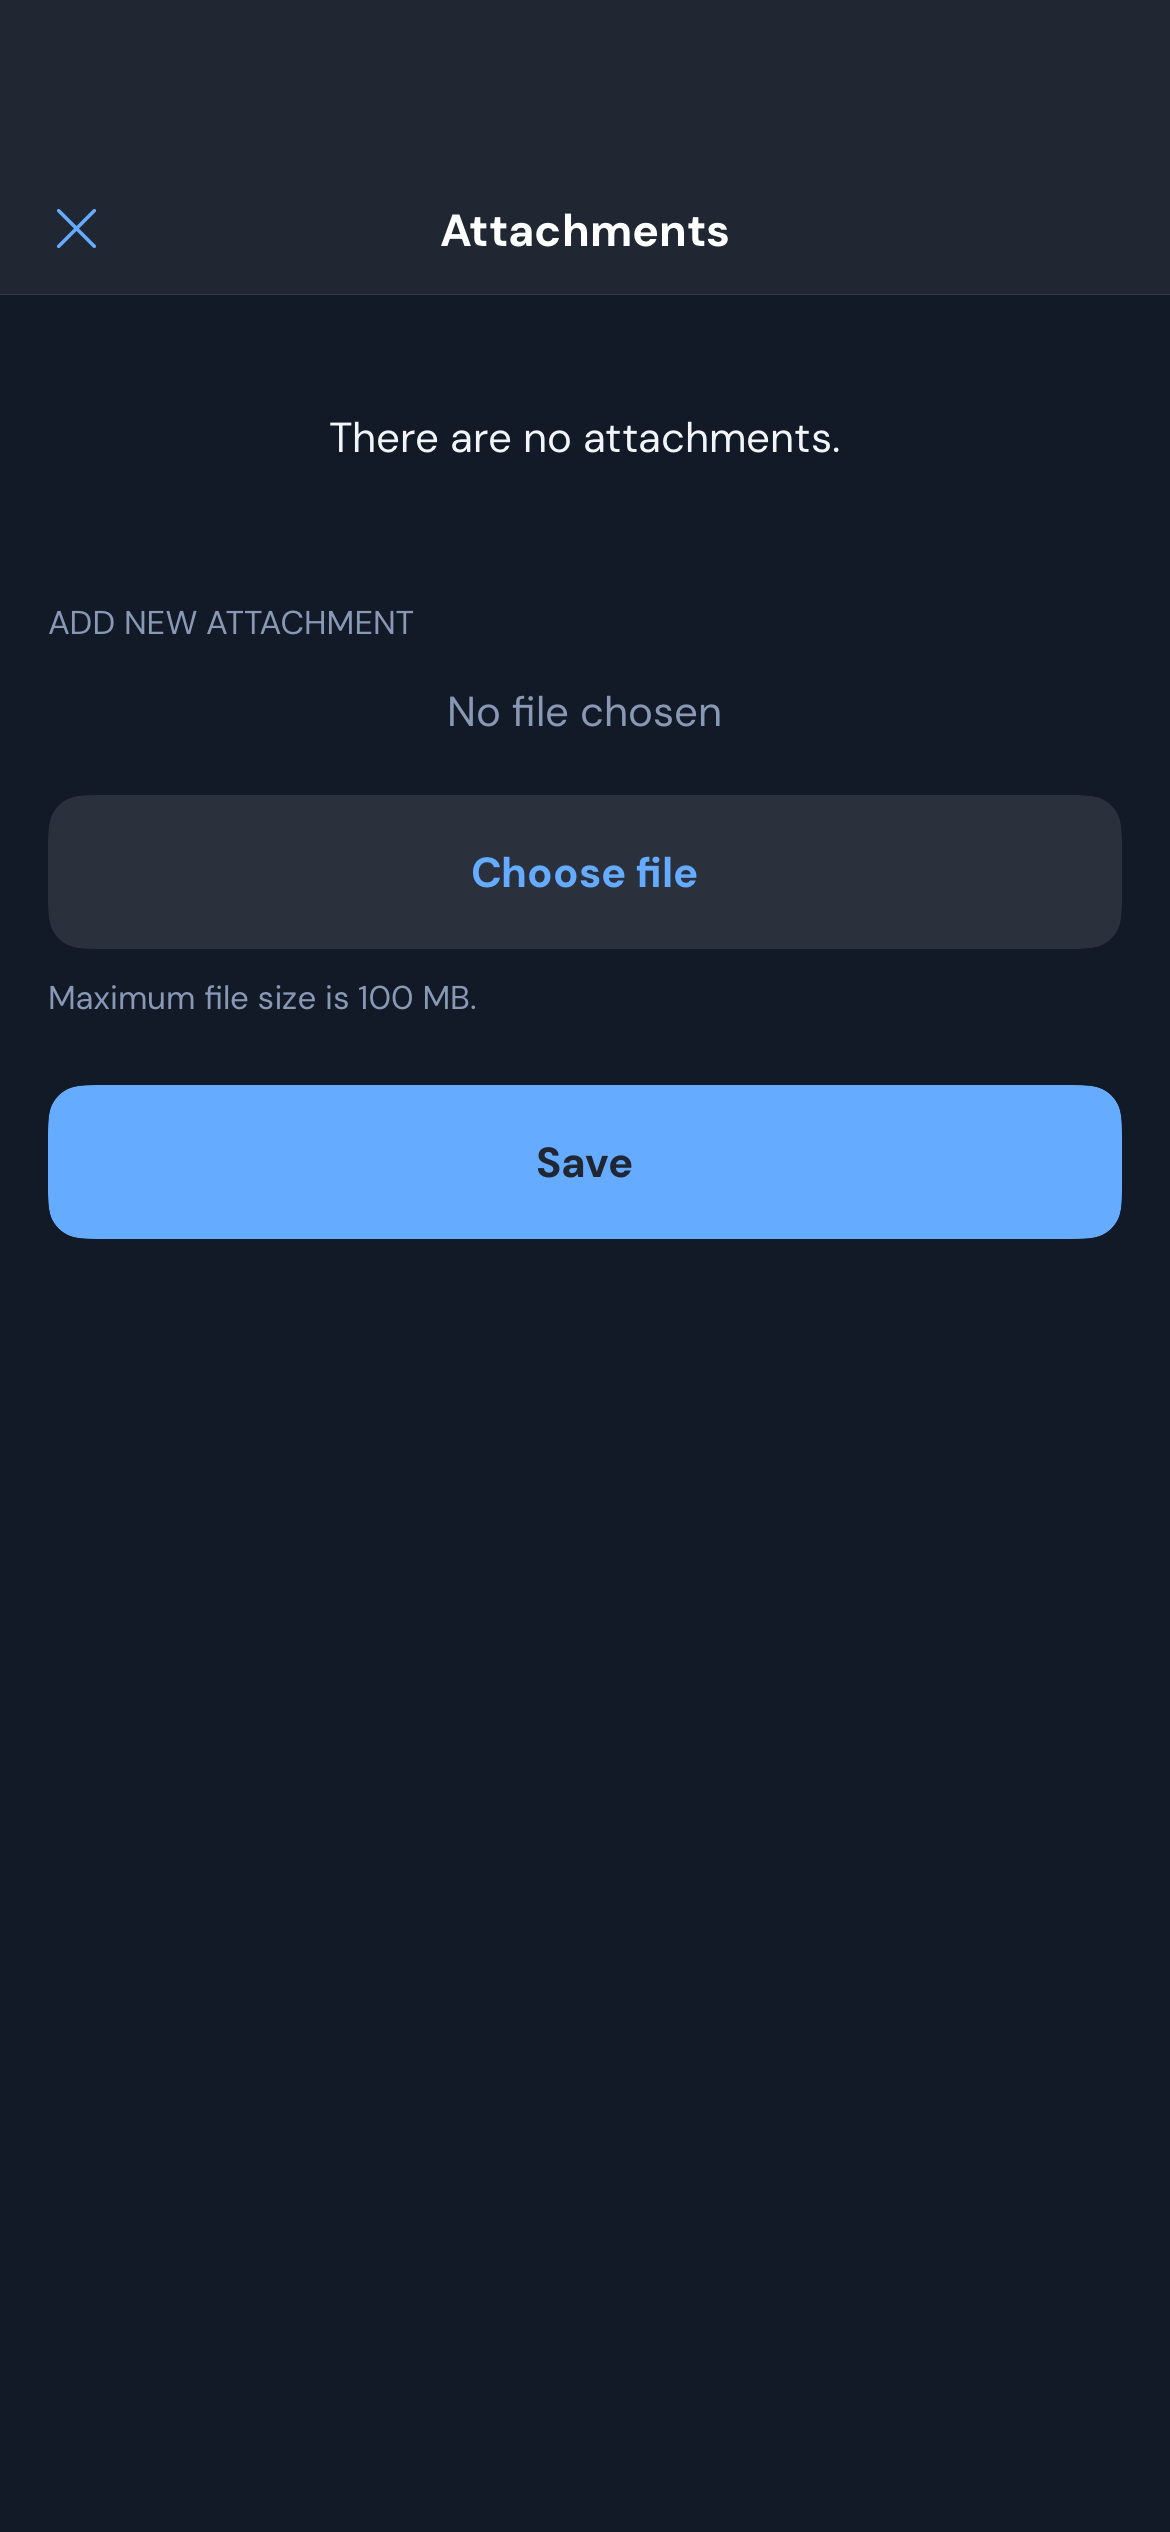 Attachments
There are no attachments.
ADD NEW ATTACHMENT
No file chosen
Choose file
Maximum file size is 100 MB.
Save